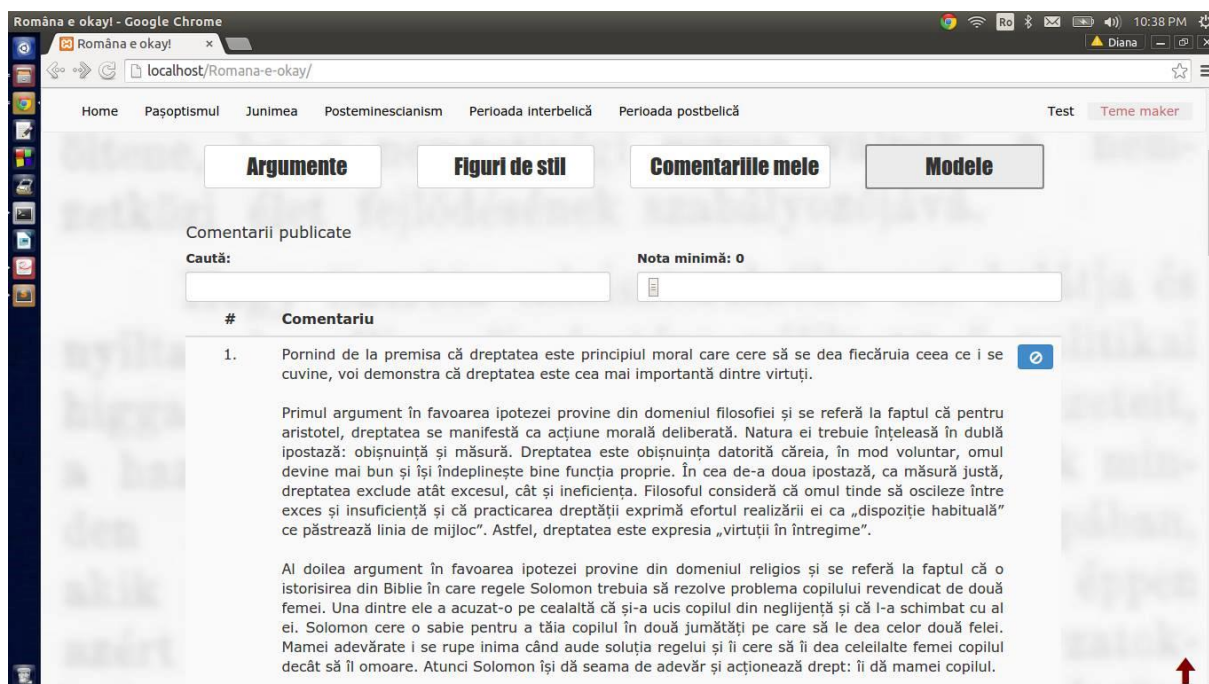 Româna e okay! - Google Chrome
Ro
10:38 PM
Româna e okay!
Diana
localhost/Romana-e-okay/
Home Pașoptismul Junimea Posteminescianism Perioada interbelică Perioada postbelică Test Teme maker
Argumente Figuri de stil Comentariile mele Modele
öltene,
nem-
zetközi élet fejlődésének szabályozójává.
Comentarii publicate
Caută: Nota minimă: 0
# Comentariu
1. Pornind de la premisa că dreptatea este principiul moral care cere să se dea fiecăruia ceea ce i se
cuvine, voi demonstra că dreptatea este cea mai importantă dintre virtuți.
Primul argument în favoarea ipotezei provine din domeniul filosofiei și se referă la faptul că pentru
aristotel, dreptatea se manifestă ca acțiune morală deliberată. Natura ei trebuie înțeleasă în dublă
ipostază: obișnuință și măsură. Dreptatea este obișnuința datorită căreia, în mod voluntar, omul
devine mai bun și își îndeplinește bine funcția proprie. În cea de-a doua ipostază, ca măsură justă,
dreptatea exclude atât excesul, cât și ineficiența. Filosoful consideră că omul tinde să oscileze între
exces și insuficiență și că practicarea dreptății exprimă efortul realizării ei ca „dispoziție habituală”
ce păstrează linia de mijloc”. Astfel, dreptatea este expresia „virtuții în întregime”.
Al doilea argument în favoarea ipotezei provine din domeniul religios și se referă la faptul că o
istorisirea din Biblie în care regele Solomon trebuia să rezolve problema copilului revendicat de două
femei. Una dintre ele a acuzat-o pe cealaltă că și-a ucis copilul din neglijență și că l-a schimbat cu al
ei. Solomon cere o sabie pentru a tăia copilul în două jumătăți pe care să le dea celor două felei.
Mamei adevărate i se rupe inima când aude soluția regelui și îi cere să îi dea celeilalte femei copilul
decât să îl omoare. Atunci Solomon își dă seama de adevăr și acționează drept: îi dă mamei copilul.